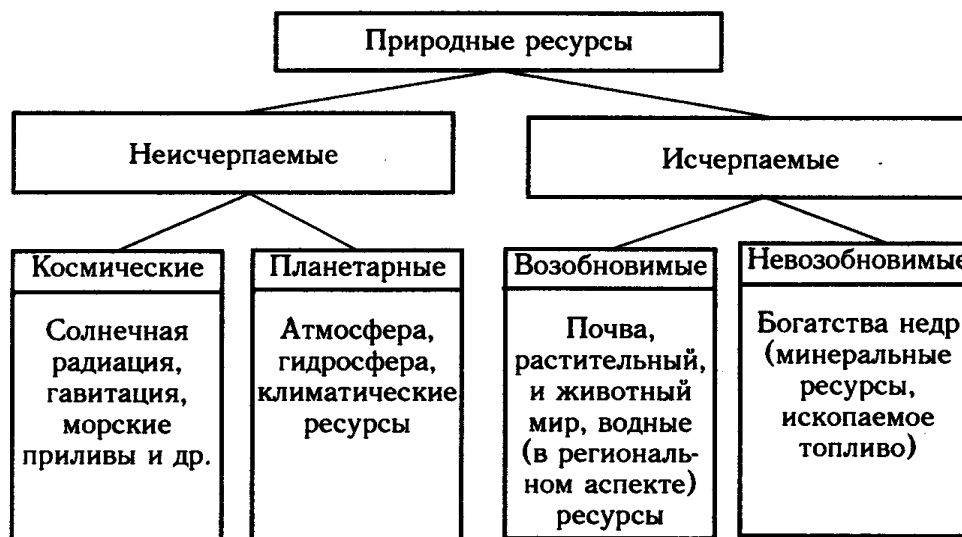 Природные ресурсы
Неисчерпаемые
Исчерпаемые
Космические
Солнечная
радиация,
гавитация,
морские
приливы и др.
Планетарные
Атмосфера,
гидросфера,
климатические
ресурсы
Возобновимые
Почва,
растительный,
и животный
мир, водные
(в региональ-
ном аспекте)
ресурсы
Невозобновимые
Богатства недр
(минеральные
ресурсы,
ископаемое
топливо)